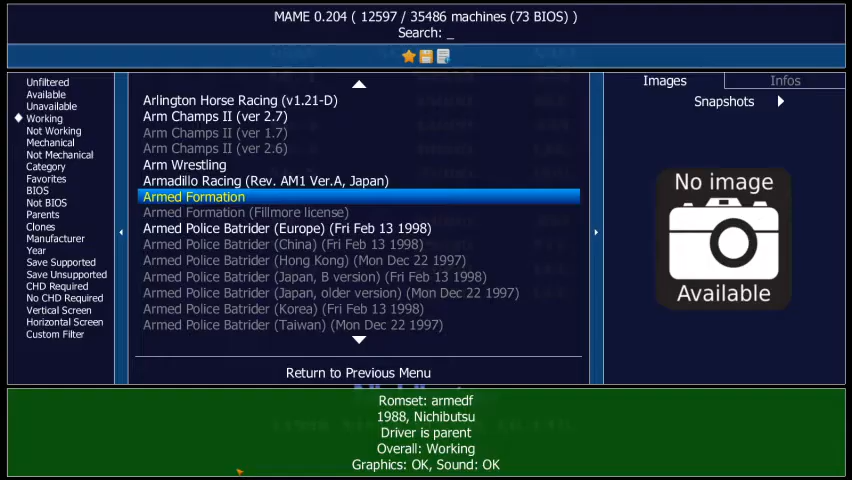 MAME 0.204 ( 12597 / 35486 machines (73 BIOS) )
Search: _
Unfiltered
Available
Unavailable
Working
Not Working
Mechanical
Not Mechanical
Category
Favorites
BIOS
Not BIOS
Parents
Clones
Manufacturer
Year
Save Supported
Save Unsupported
CHD Required
No CHD Required
Vertical Screen
Horizontal Screen
Custom Filter
Arlington Horse Racing (v1.21-D)
Arm Champs II (ver 2.7)
Arm Champs II (ver 1.7)
Arm Champs II (ver 2.6)
Arm Wrestling
Armadillo Racing (Rev. AM1 Ver.A, Japan)
Armed Formation
Armed Formation (Fillmore license)
Armed Police Batrider (Europe) (Fri Feb 13 1998)
Armed Police Batrider (China) (Fri Feb 13 1998)
Armed Police Batrider (Hong Kong) (Mon Dec 22 1997)
Armed Police Batrider (Japan, B version) (Fri Feb 13 1998)
Armed Police Batrider (Japan, older version) (Mon Dec 22 1997)
Armed Police Batrider (Korea) (Fri Feb 13 1998)
Armed Police Batrider (Taiwan) (Mon Dec 22 1997)
Return to Previous Menu
Images
Infos
Snapshots
No image
Available
Romset: armedf
1988, Nichibutsu
Driver is parent
Overall: Working
Graphics: OK, Sound: OK